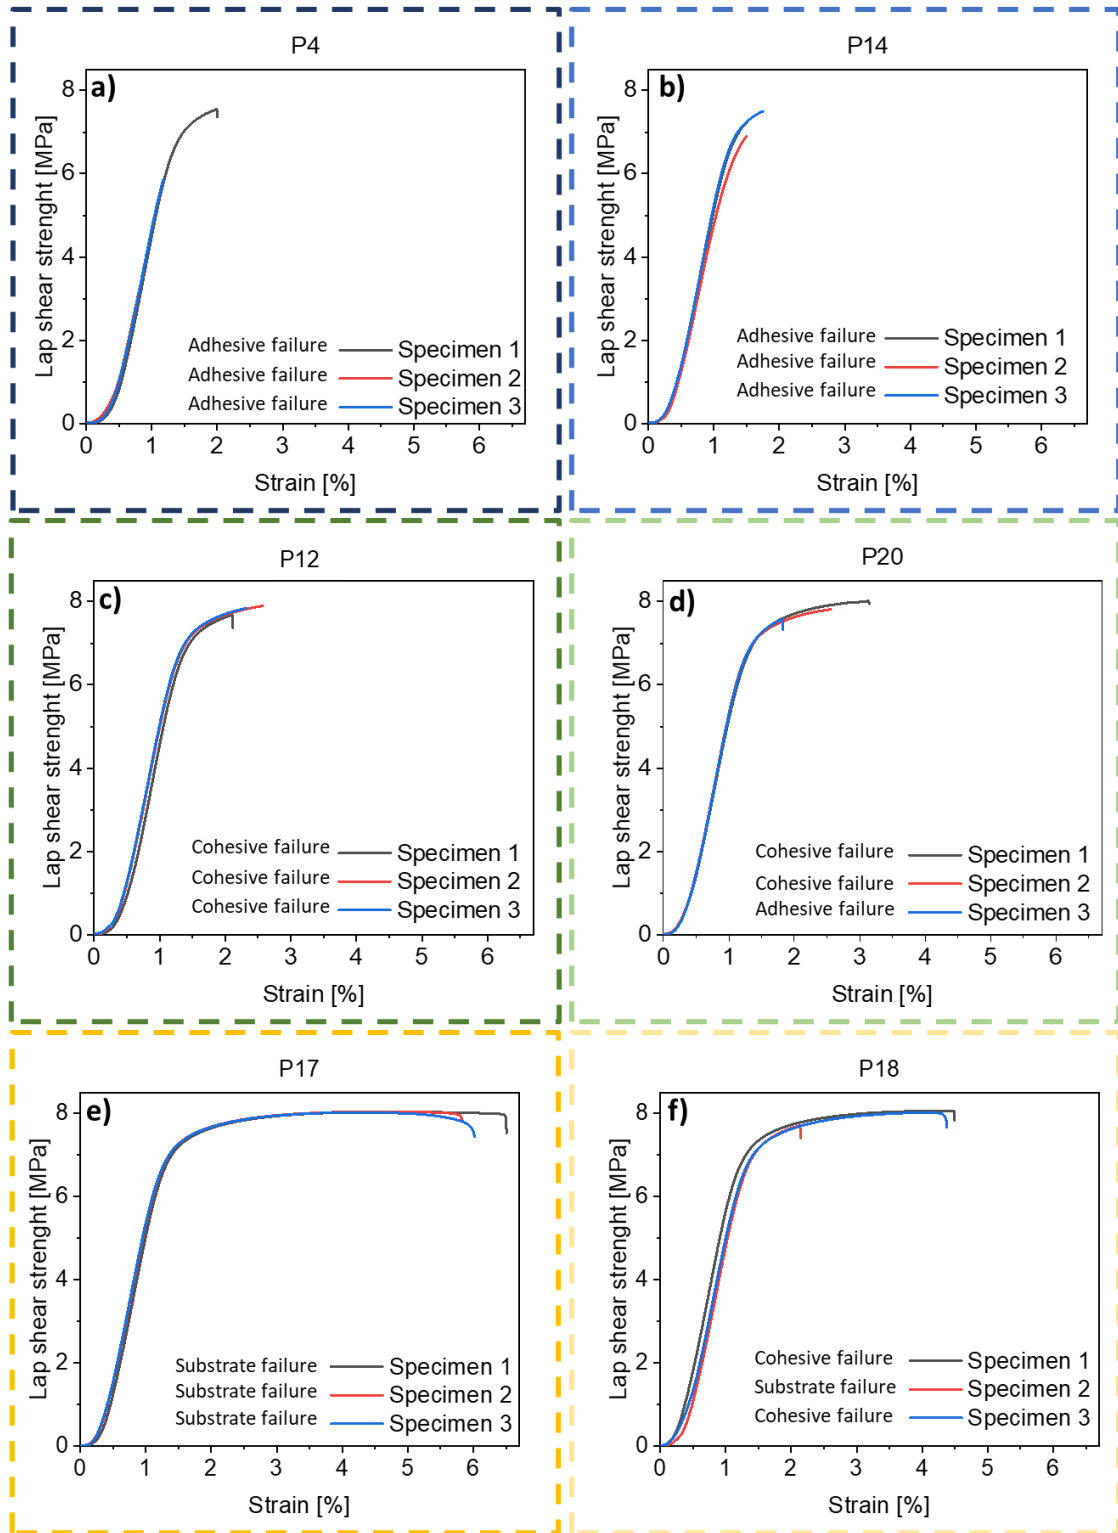 P4
a)
8
6
4
2
0
Lap shear strenght [MPa]
Adhesive failure Specimen 1
Adhesive failure Specimen 2
Adhesive failure Specimen 3
0 1 2 3 4 5 6
Strain [%]
P14
b)
8
6
4
2
0
Lap shear strenght [MPa]
Adhesive failure Specimen 1
Adhesive failure Specimen 2
Adhesive failure Specimen 3
0 1 2 3 4 5 6
Strain [%]
P12
c)
8
6
4
2
0
Lap shear strenght [MPa]
Cohesive failure Specimen 1
Cohesive failure Specimen 2
Cohesive failure Specimen 3
0 1 2 3 4 5 6
Strain [%]
P20
d)
8
6
4
2
0
Lap shear strenght [MPa]
Cohesive failure Specimen 1
Cohesive failure Specimen 2
Adhesive failure Specimen 3
0 1 2 3 4 5 6
Strain [%]
P17
e)
8
6
4
2
0
Lap shear strenght [MPa]
Substrate failure Specimen 1
Substrate failure Specimen 2
Substrate failure Specimen 3
0 1 2 3 4 5 6
Strain [%]
P18
f)
8
6
4
2
0
Lap shear strenght [MPa]
Cohesive failure Specimen 1
Substrate failure Specimen 2
Cohesive failure Specimen 3
0 1 2 3 4 5 6
Strain [%]